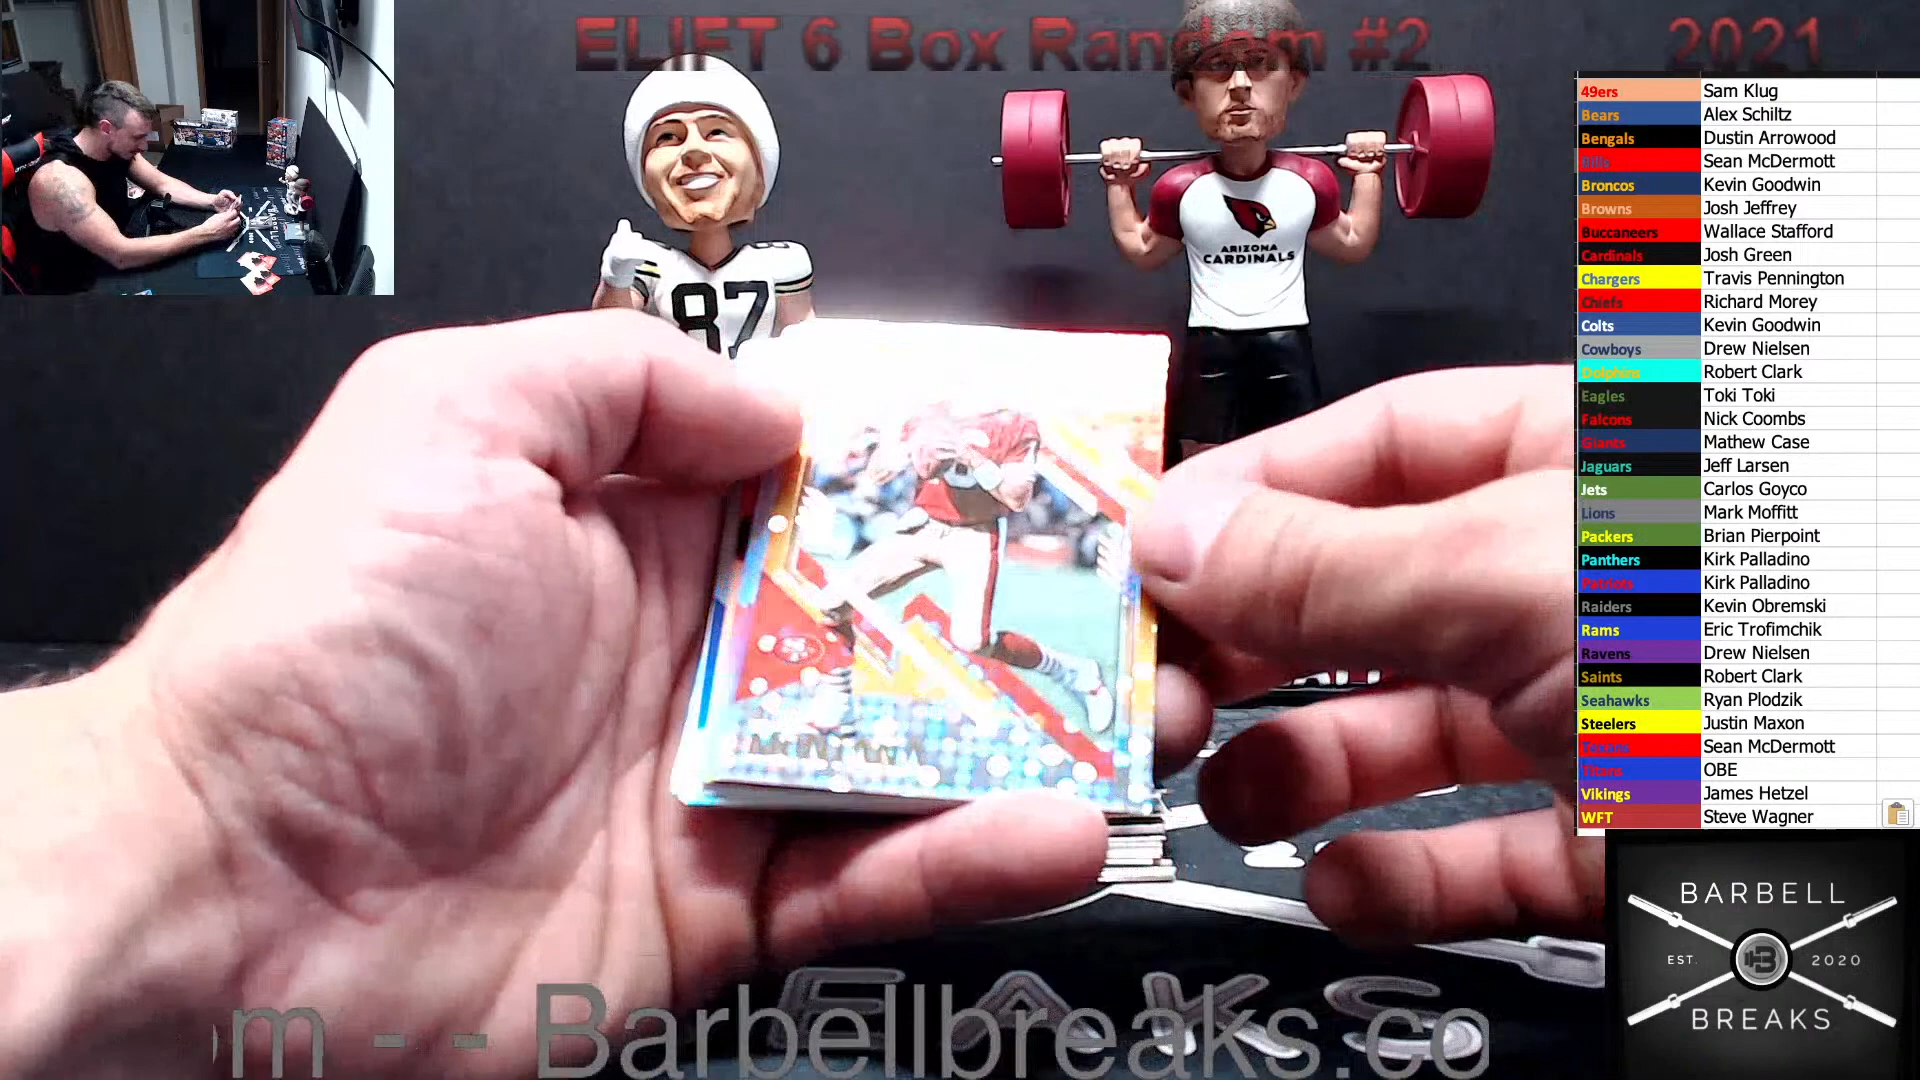 ELIFT 6 Box Random #2
2021
49ers Sam Klug
Bears Alex Schiltz
Bengals Dustin Arrowood
Bills Sean McDermott
Broncos Kevin Goodwin
Browns Josh Jeffrey
Buccaneers Wallace Stafford
Cardinals Josh Green
Chargers Travis Pennington
Chiefs Richard Morey
Colts Kevin Goodwin
Cowboys Drew Nielsen
Dolphins Robert Clark
Eagles Toki Toki
Falcons Nick Coombs
Giants Mathew Case
Jaguars Jeff Larsen
Jets Carlos Goyco
Lions Mark Moffitt
Packers Brian Pierpoint
Panthers Kirk Palladino
Patriots Kirk Palladino
Raiders Kevin Obremski
Rams Eric Trofimchik
Ravens Drew Nielsen
Saints Robert Clark
Seahawks Ryan Plodzik
Steelers Justin Maxon
Texans Sean McDermott
Titans OBE
Vikings James Hetzel
WFT Steve Wagner
ARIZONA
CARDINALS
87
MONTANA
EAKS
m -- Barbellbreaks.co
BARBELL
EST. B 2020
BREAKS